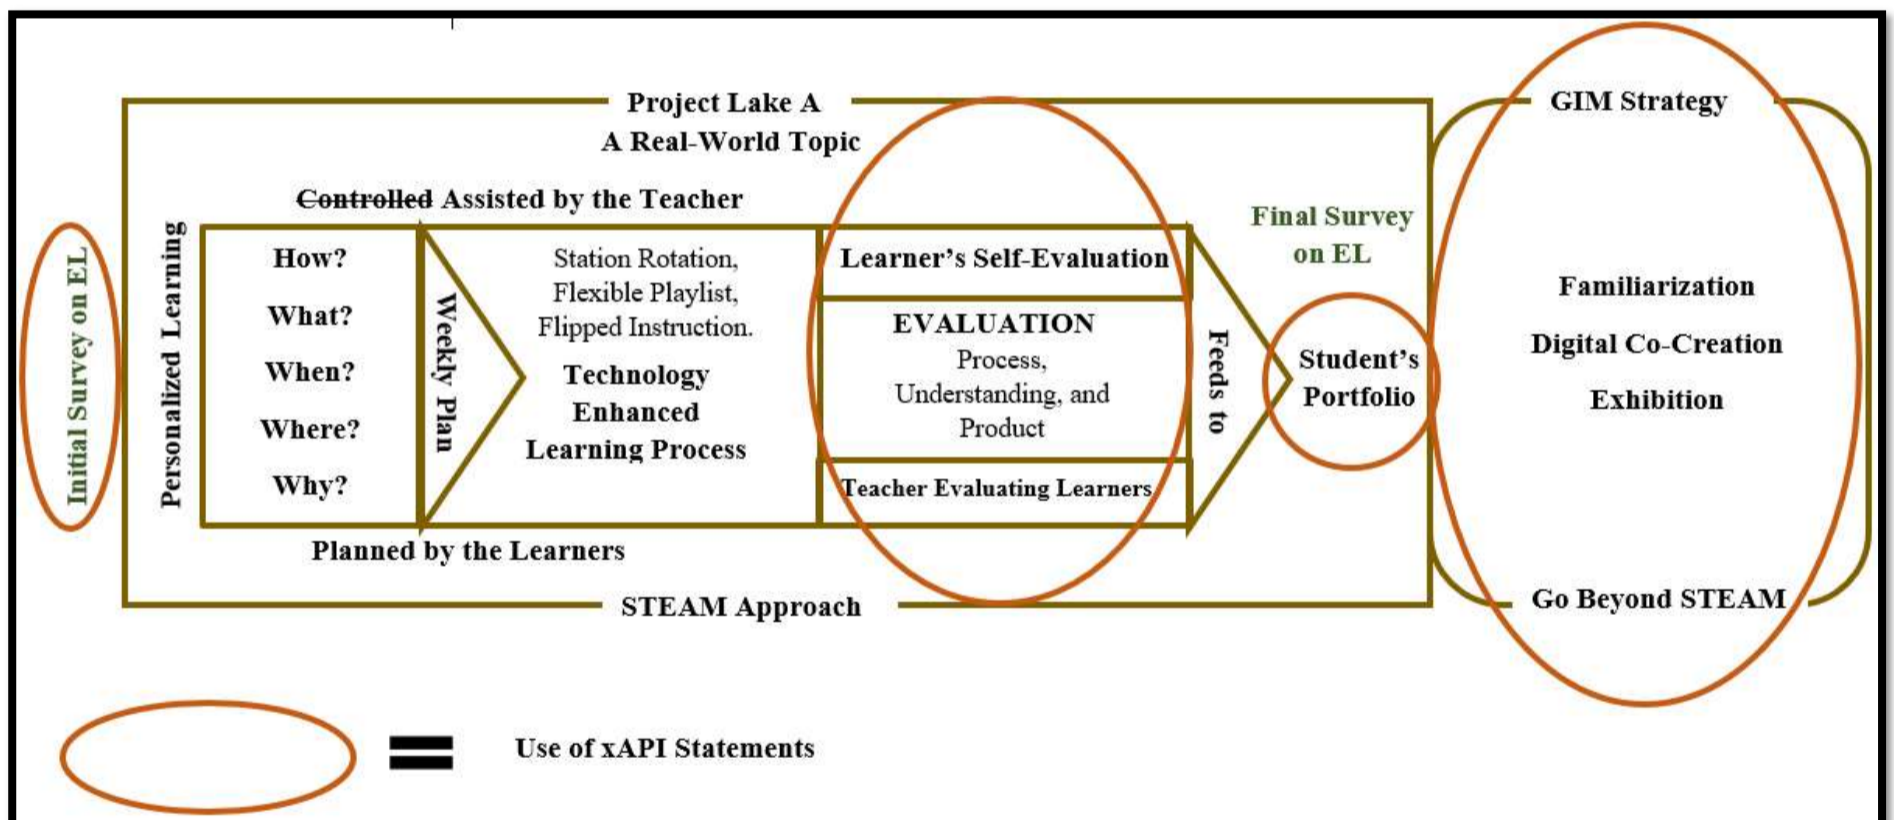 Project Lake A
A Real-World Topic
GIM Strategy
Controlled Assisted by the Teacher
Initial Survey on EL
Personalized Learning
How?
What?
When?
Where?
Why?
Weekly Plan
Station Rotation,
Flexible Playlist,
Flipped Instruction.
Technology
Enhanced
Learning Process
Learner's Self-Evaluation
EVALUATION
Process,
Understanding, and
Product
Teacher Evaluating Learners
Feeds to
Final Survey
on EL
Student's
Portfolio
Familiarization
Digital Co-Creation
Exhibition
Planned by the Learners
STEAM Approach
Go Beyond STEAM
Use of xAPI Statements